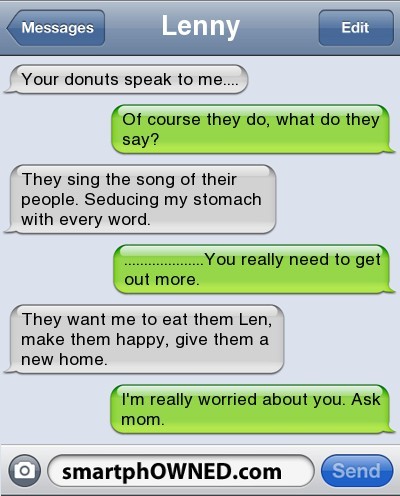 Messages
Lenny
Edit
Your donuts speak to me....
Of course they do, what do they
say?
They sing the song of their
people. Seducing my stomach
with every word.
....................You really need to get
out more.
They want me to eat them Len,
make them happy, give them a
new home.
I'm really worried about you. Ask
mom.
smartphOWNED.com
Send